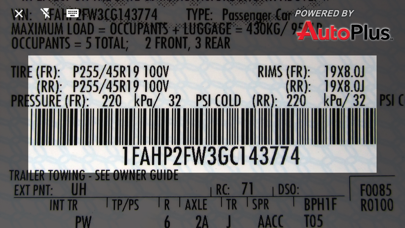 POWERED BY
AutoPlus
1FAHP2FW3CG143774 TYPE: Passenger Car
MAXIMUM LOAD = OCCUPANTS + LUGGAGE = 430KG/ 95
OCCUPANTS = 5 TOTAL; 2 FRONT, 3 REAR
TIRE (FR): P255/45R19 100V RIMS (FR): 19X8.0J
(RR): P255/45R19 100V (RR): 19X8.0J
PRESSURE (FR): 220 kPa/ 32 PSI COLD (RR): 220 kPa/ 32
1FAHP2FW3GC143774
TRAILER TOWING - SEE OWNER GUIDE
EXT PNT: UH RC: 71 DSO: F0085
INT TR TP/PS R AXLE TR SPR BPH1F R0100
PW 6 2A J AACC T05